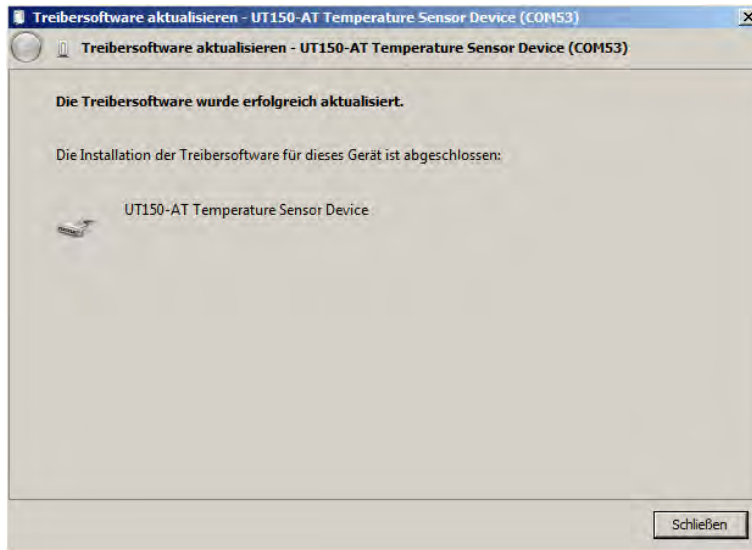 Treibersoftware aktualisieren - UT150-AT Temperature Sensor Device (COM53)
Treibersoftware aktualisieren - UT150-AT Temperature Sensor Device (COM53)
Die Treibersoftware wurde erfolgreich aktualisiert.
Die Installation der Treibersoftware für dieses Gerät ist abgeschlossen:
UT150-AT Temperature Sensor Device
Schließen